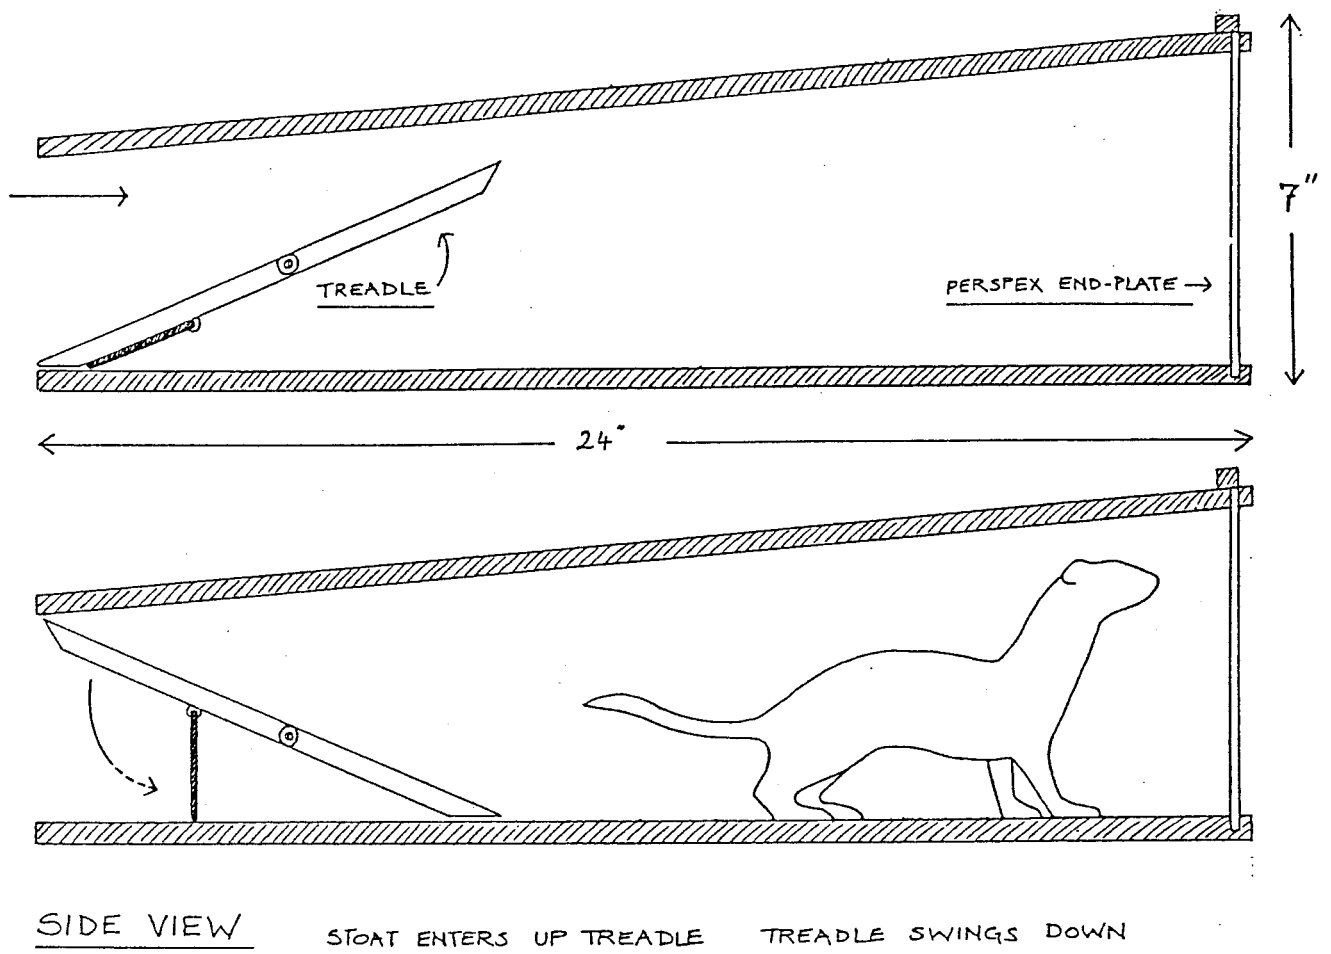 7"
TREADLE
PERSPEX END-PLATE
24"
SIDE VIEW
STOAT ENTERS UP TREADLE
TREADLE SWINGS DOWN